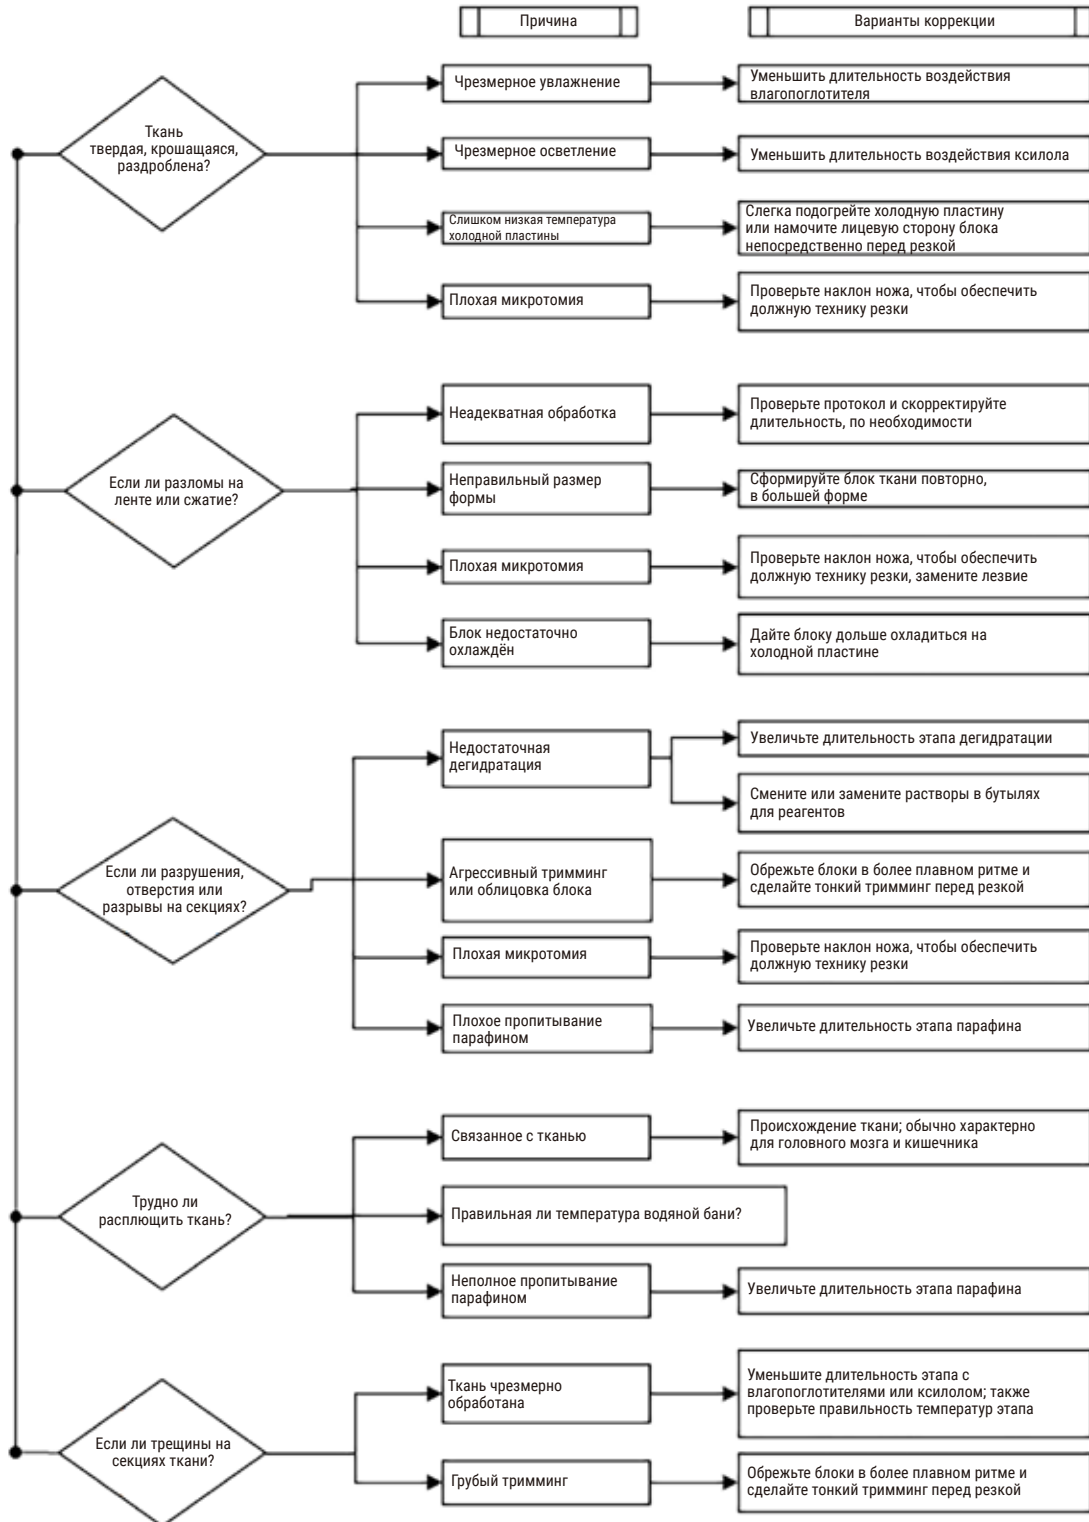 Причина
Варианты коррекции
Ткань
твердая, крошащаяся,
раздроблена?
Чрезмерное увлажнение
Уменьшить длительность воздействия
влагопоглотителя
Чрезмерное осветление
Уменьшить длительность воздействия ксилола
Слишком низкая температура
холодной пластины
Слегка подогрейте холодную пластину
или намочите лицевую сторону блока
непосредственно перед резкой
Плохая микротомия
Проверьте наклон ножа, чтобы обеспечить
должную технику резки
Если ли разломы на
ленте или сжатие?
Неадекватная обработка
Проверьте протокол и скорректируйте
длительность, по необходимости
Неправильный размер
формы
Сформируйте блок ткани повторно,
в большей форме
Плохая микротомия
Проверьте наклон ножа, чтобы обеспечить
должную технику резки, замените лезвие
Блок недостаточно
охлаждён
Дайте блоку дольше охладиться на
холодной пластине
Если ли разрушения,
отверстия или
разрывы на секциях?
Недостаточная
дегидратация
Увеличьте длительность этапа дегидратации
Смените или замените растворы в бутылях
для реагентов
Агрессивный тримминг
или облицовка блока
Обрежьте блоки в более плавном ритме и
сделайте тонкий тримминг перед резкой
Плохая микротомия
Проверьте наклон ножа, чтобы обеспечить
должную технику резки
Плохое пропитывание
парафином
Увеличьте длительность этапа парафина
Трудно ли
расплющить ткань?
Связанное с тканью
Происхождение ткани; обычно характерно
для головного мозга и кишечника
Правильная ли температура водяной бани?
Неполное пропитывание
парафином
Увеличьте длительность этапа парафина
Если ли трещины на
секциях ткани?
Ткань чрезмерно
обработана
Уменьшите длительность этапа с
влагопоглотителями или ксилолом; также
проверьте правильность температур этапа
Грубый тримминг
Обрежьте блоки в более плавном ритме и
сделайте тонкий тримминг перед резкой